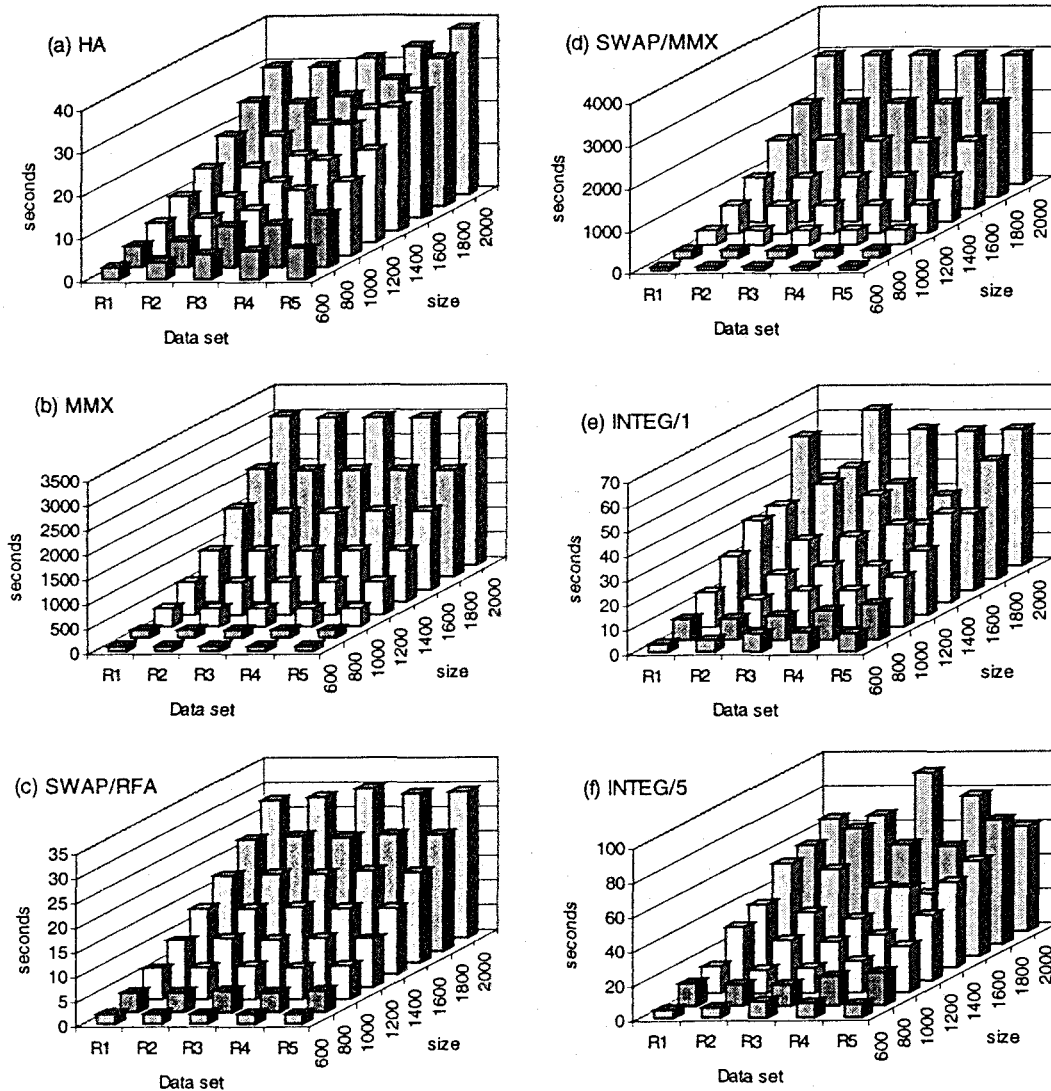 (a) HA
40
30
20
10
0
seconds
R1 R2 R3 R4 R5
Data set
600 800 1000 1200 1400 1600 1800 2000
size
(d) SWAP/MMX
4000
3000
2000
1000
0
seconds
R1 R2 R3 R4 R5
Data set
600 800 1000 1200 1400 1600 1800 2000
size
(b) MMX
3500
3000
2500
2000
1500
1000
500
0
seconds
R1 R2 R3 R4 R5
Data set
600 800 1000 1200 1400 1600 1800 2000
size
(e) INTEG/1
70
60
50
40
30
20
10
0
seconds
R1 R2 R3 R4 R5
Data set
600 800 1000 1200 1400 1600 1800 2000
size
(c) SWAP/RFA
35
30
25
20
15
10
5
0
seconds
R1 R2 R3 R4 R5
Data set
600 800 1000 1200 1400 1600 1800 2000
size
(f) INTEG/5
100
80
60
40
20
0
seconds
R1 R2 R3 R4 R5
Data set
600 800 1000 1200 1400 1600 1800 2000
size